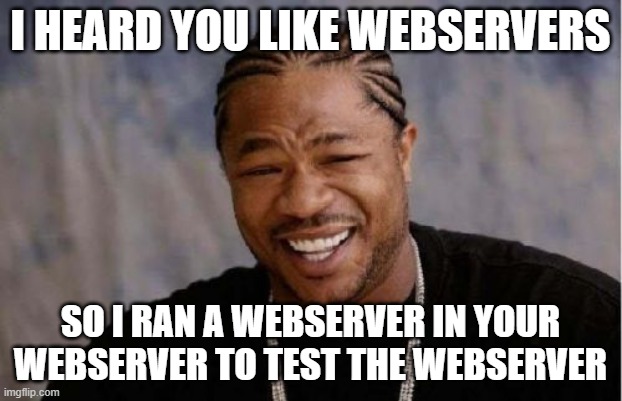 I HEARD YOU LIKE WEBSERVERS
SO I RAN A WEBSERVER IN YOUR
WEBSERVER TO TEST THE WEBSERVER
imgflip.com